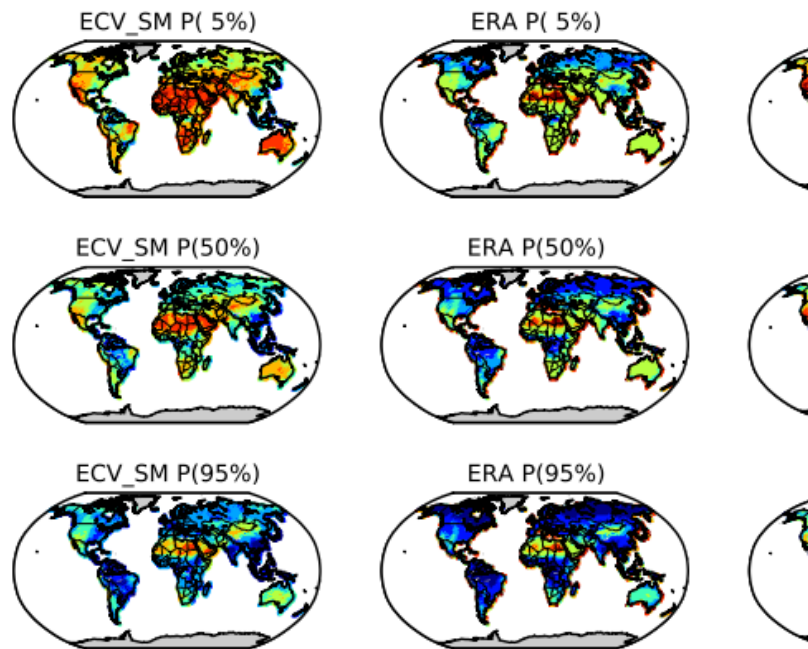 ECV_SM P( 5%)
ERA P( 5%)
ECV_SM P(50%)
ERA P(50%)
ECV_SM P(95%)
ERA P(95%)